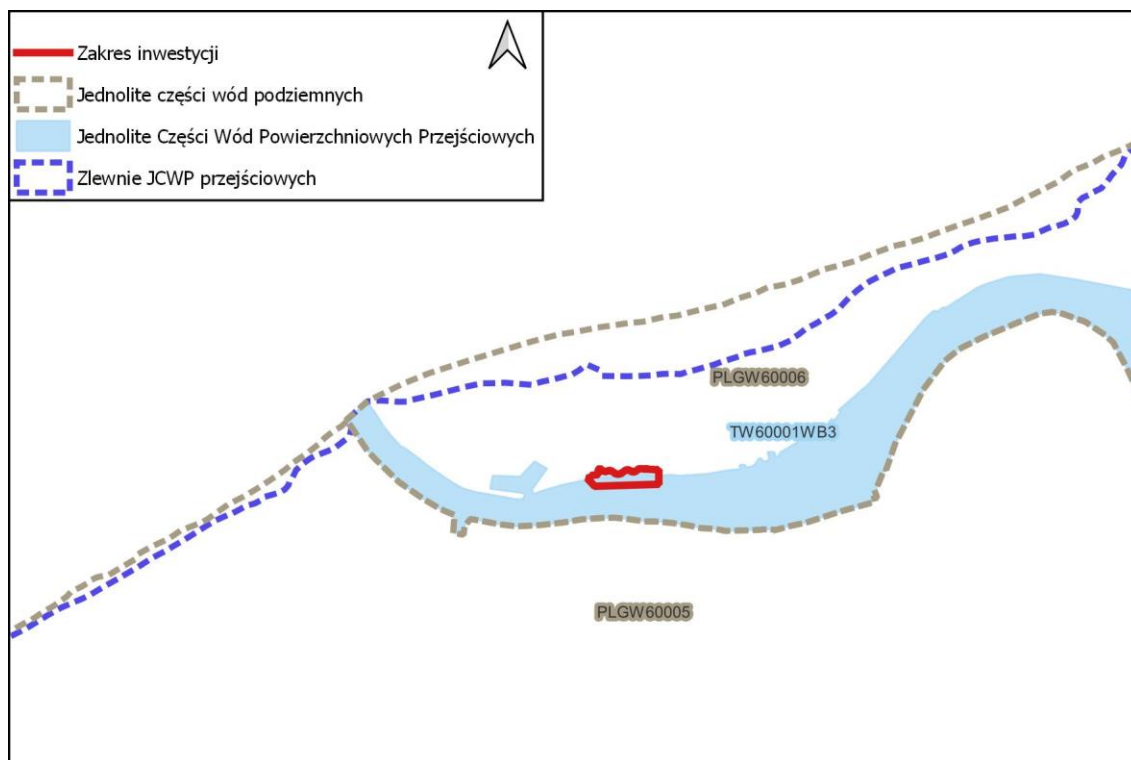 Zakres inwestycji
Jednolite części wód podziemnych
Jednolite Części Wód Powierzchniowych Przejściowych
Zlewnie JCWP przejściowych
PLGW60006
TW60001WB3
PLGW60005